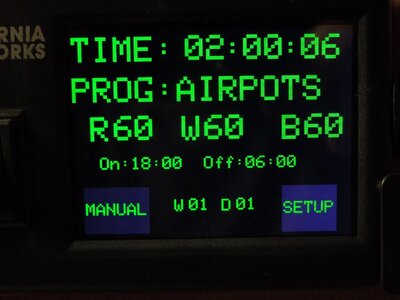 RNIA
ORKS
TIME: 02:00:06
PROG:AIRPOTS
R60 W60 B60
On:18:00 Off:06:00
MANUAL W01 D01 SETUP